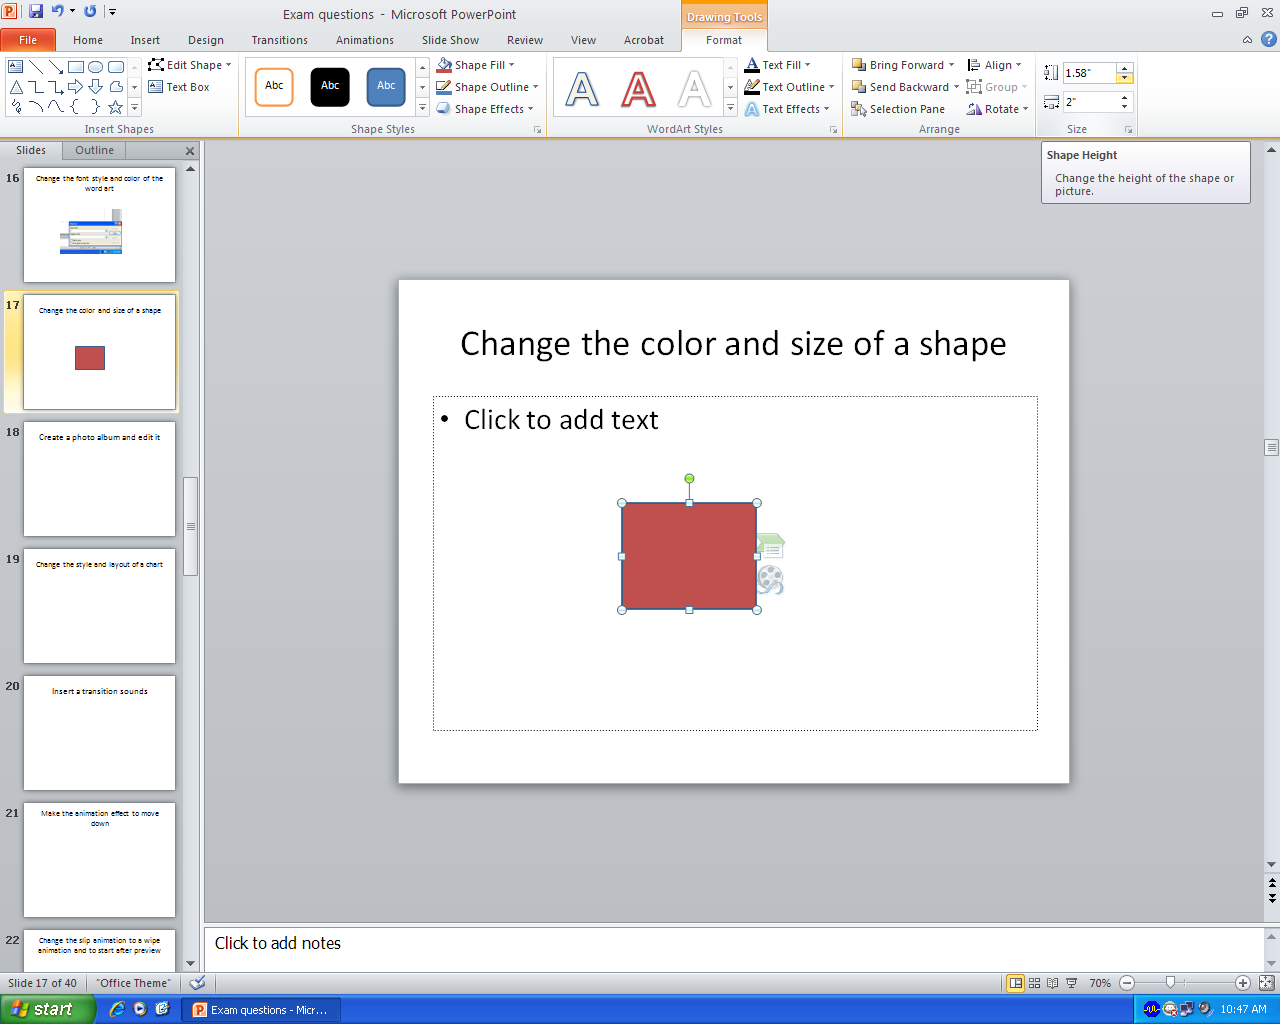 Exam questions - Microsoft PowerPoint
Drawing Tools
File Home Insert Design Transitions Animations Slide Show Review View Acrobat Format
Edit Shape
Text Box
Insert Shapes
Abc Abc Abc
Shape Fill
Shape Outline
Shape Effects
Shape Styles
A A A
Text Fill
Text Outline
Text Effects
WordArt Styles
Bring Forward
Send Backward
Selection Pane
Align
Group
Rotate
Arrange
1.58"
2"
Size
Shape Height
Change the height of the shape or
picture.
Slides Outline
16
Change the font style and color of the
word art
17
Change the color and size of a shape
18
Create a photo album and edit it
19
Change the style and layout of a chart
20
Insert a transition sounds
21
Make the animation effect to move
down
22
Change the slip animation to a wipe
animation and to start after preview
Change the color and size of a shape
• Click to add text
Click to add notes
Slide 17 of 40 "Office Theme" 70%
start Exam questions - Micr... 10:47 AM